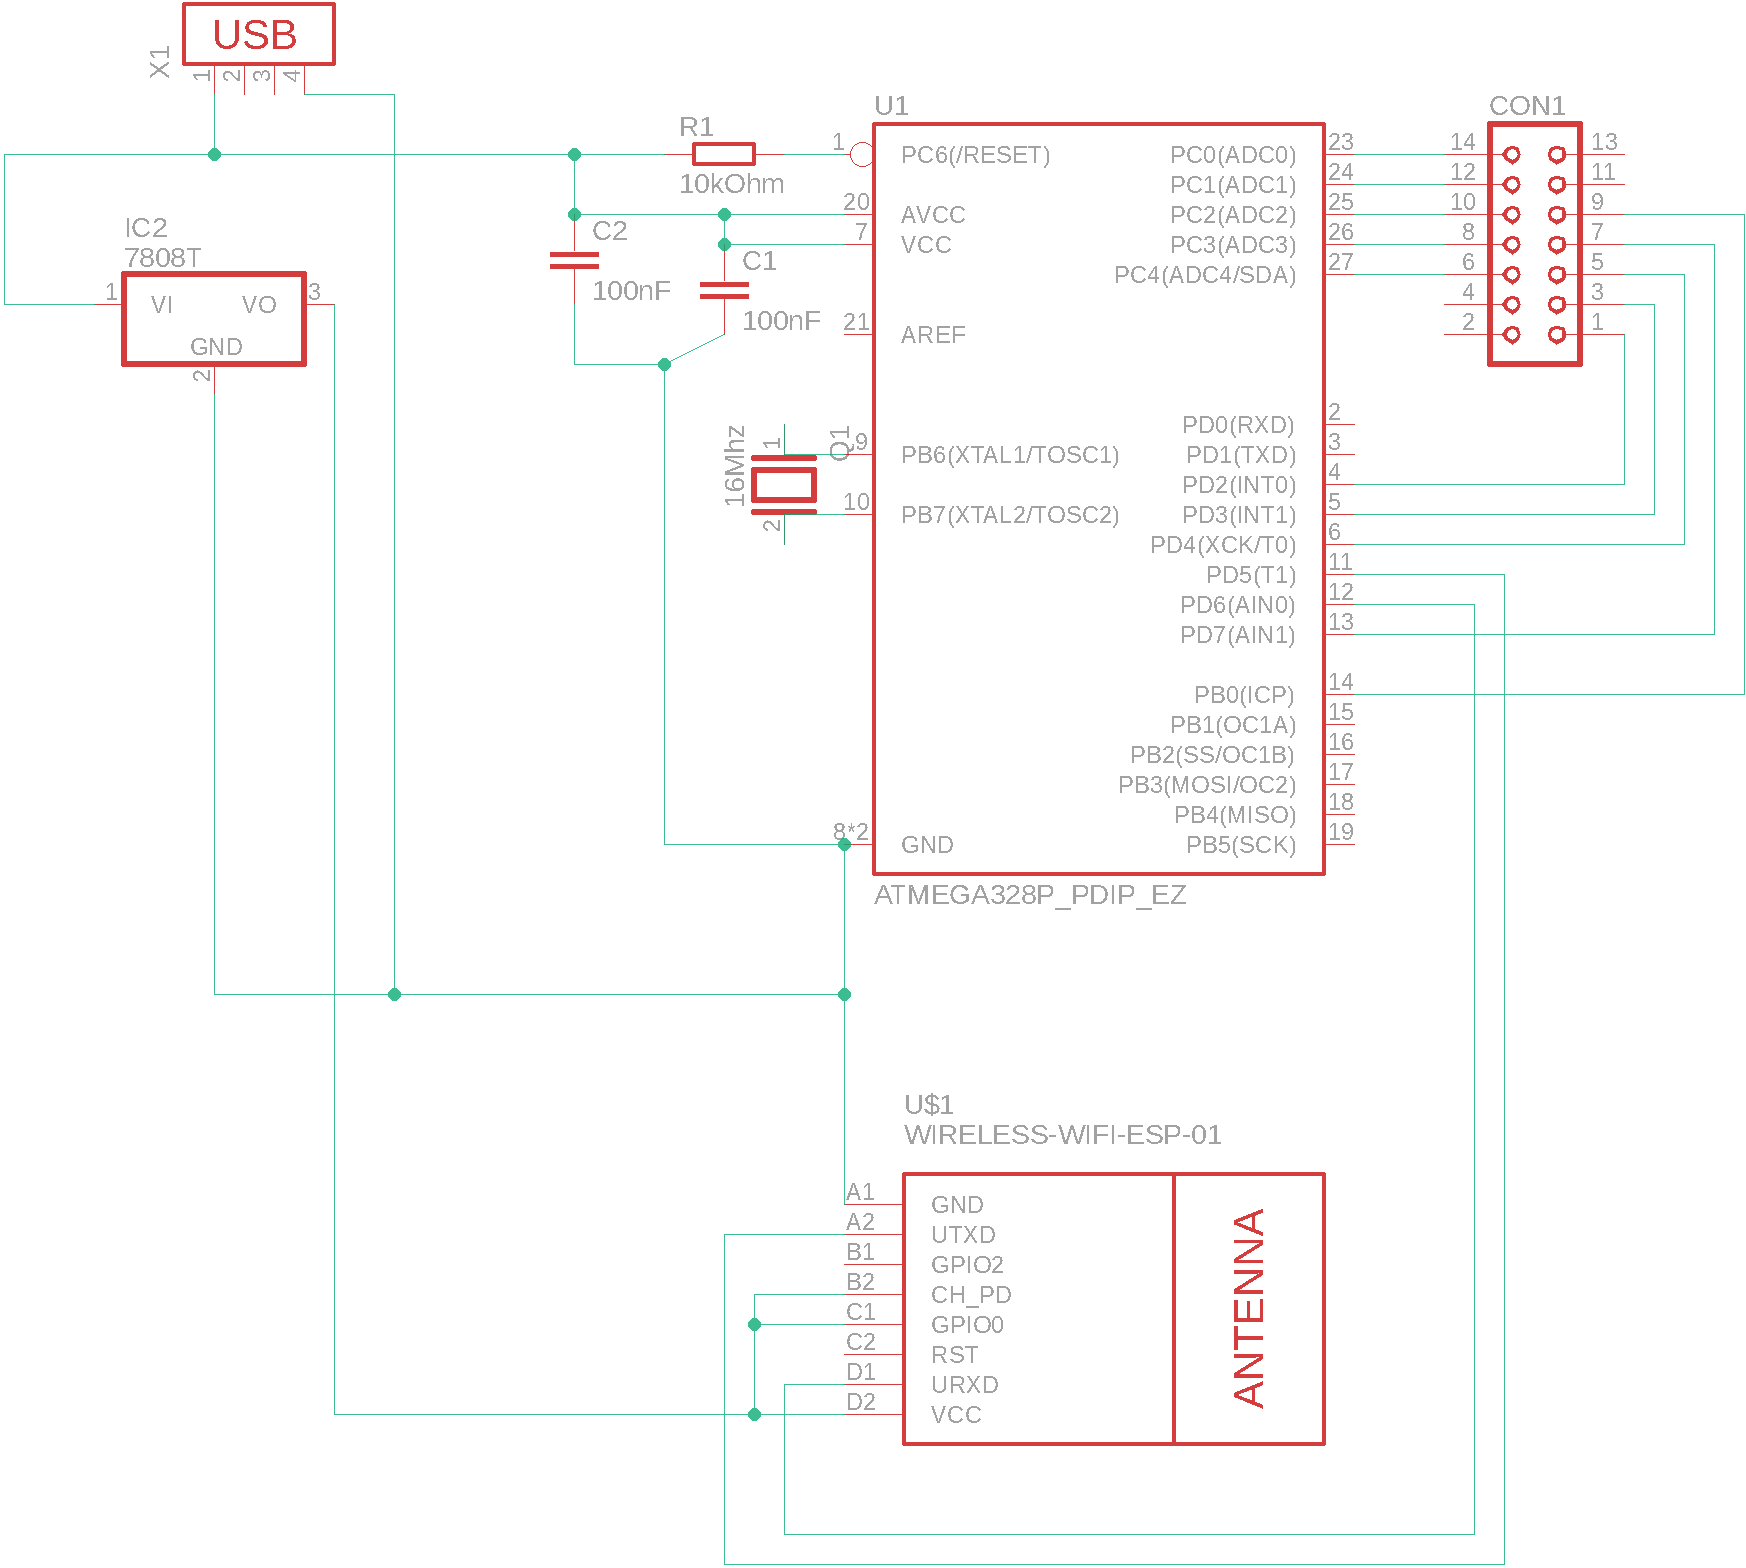 USB
X1
1
2
3
4
IC2
7808T
1
VI
VO
3
GND
2
R1
10kOhm
C2
100nF
C1
100nF
16Mhz
1
2
Q1
U1
1
PC6(/RESET)
20
AVCC
7
VCC
21
AREF
9
PB6(XTAL1/TOSC1)
10
PB7(XTAL2/TOSC2)
8*2
GND
PC0(ADC0)
23
PC1(ADC1)
24
PC2(ADC2)
25
PC3(ADC3)
26
PC4(ADC4/SDA)
27
PD0(RXD)
2
PD1(TXD)
3
PD2(INT0)
4
PD3(INT1)
5
PD4(XCK/T0)
6
PD5(T1)
11
PD6(AIN0)
12
PD7(AIN1)
13
PB0(ICP)
14
PB1(OC1A)
15
PB2(SS/OC1B)
16
PB3(MOSI/OC2)
17
PB4(MISO)
18
PB5(SCK)
19
ATMEGA328P_PDIP_EZ
CON1
14
13
12
11
10
9
8
7
6
5
4
3
2
1
U$1
WIRELESS-WIFI-ESP-01
A1
GND
A2
UTXD
B1
GPIO2
B2
CH_PD
C1
GPIO0
C2
RST
D1
URXD
D2
VCC
ANTENNA